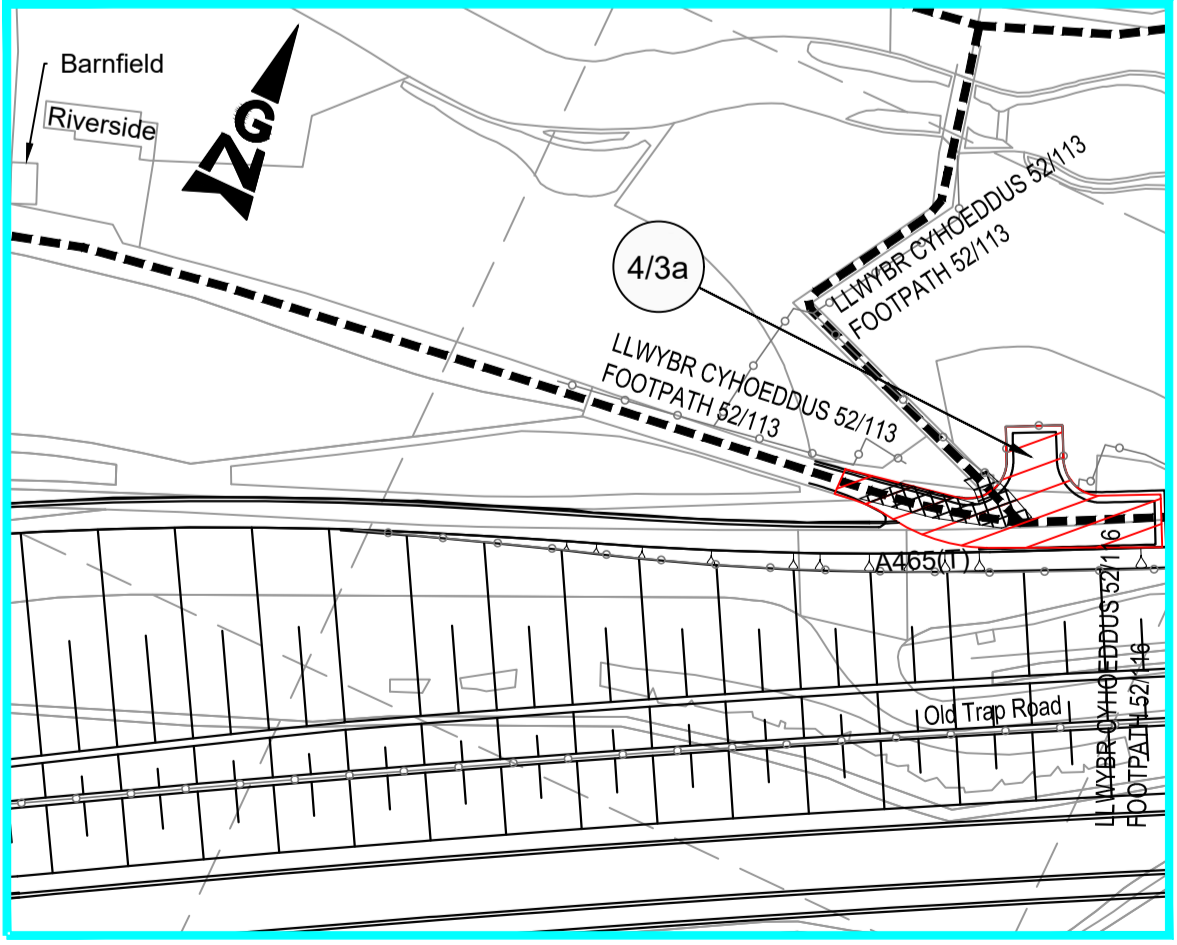 Barnfield
Riverside
NG
4/3a
LLWYBR CYHOEDDUS 52/113
FOOTPATH 52/113
LLWYBR CYHOEDDUS 52/113
FOOTPATH 52/113
A465(T)
LLWYBR CYHOEDDUS 52/116
FOOTPATH 52/116
Old Trap Road